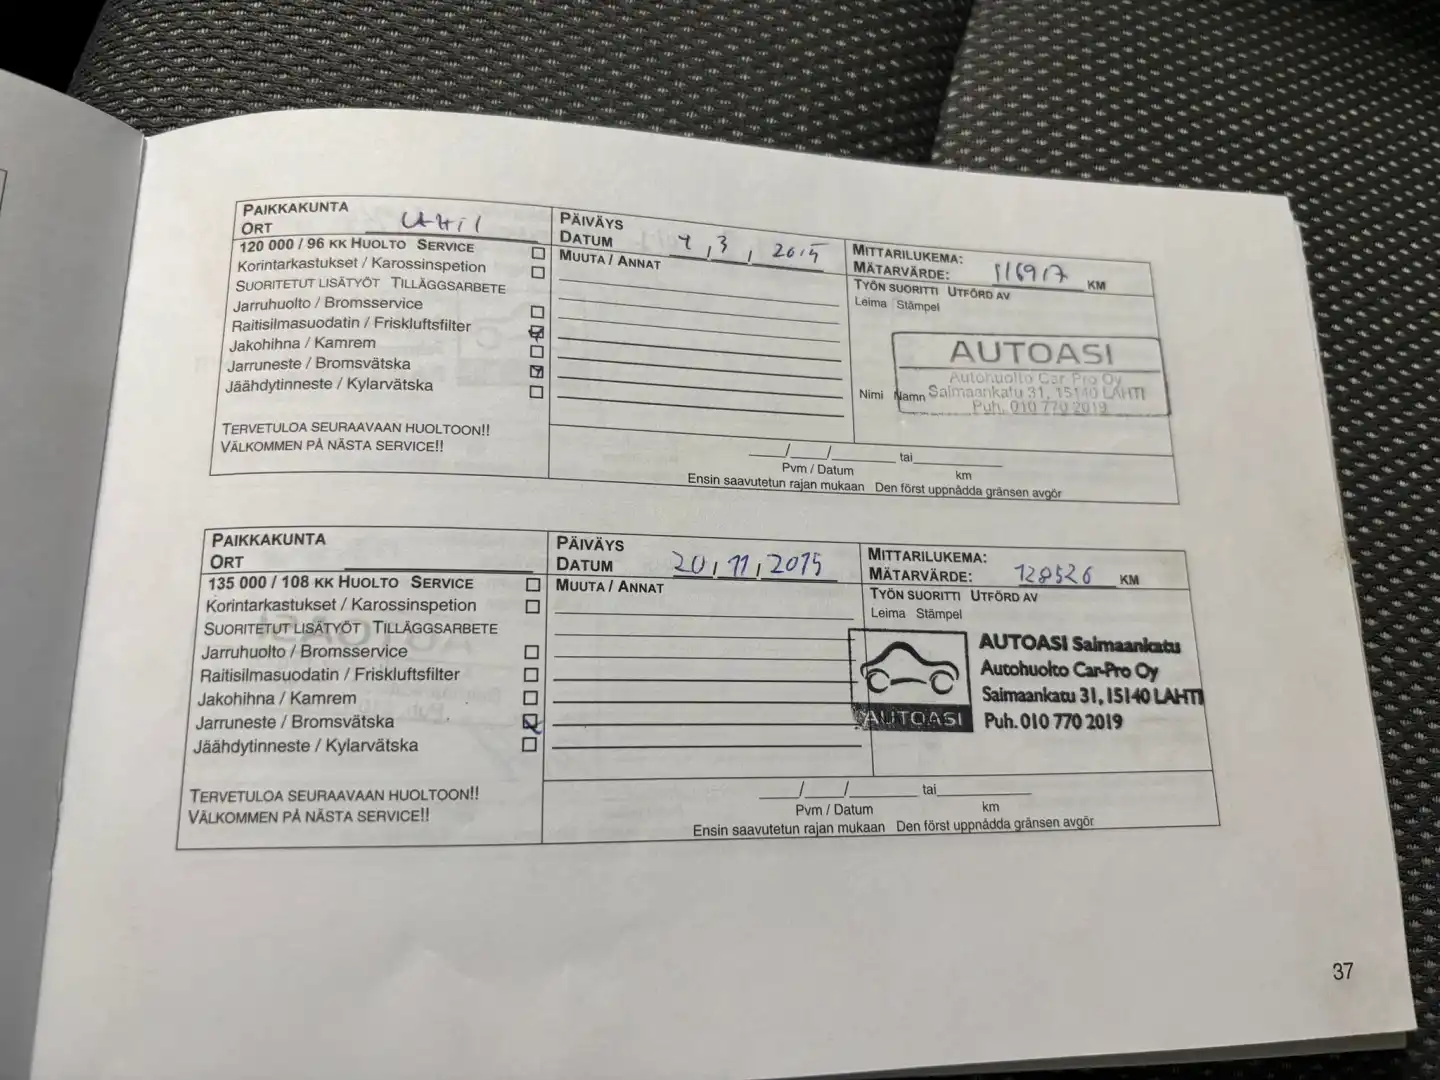 PAIKKAKUNTA
ORT
120 000 / 96 KK HUOLTO SERVICE
Korintarkastukset / Karossinspetion
SUORITETUT LISÄTYÖT TILLÄGGSARBETE
Jarruhuolto / Bromsservice
Raitisilmasuodatin / Friskluftsfilter
Jakohihna / Kamrem
Jarruneste / Bromsvätska
Jäähdytinneste / Kylarvätska
TERVETULOA SEURAAVAAN HUOLTOON!!
VÄLKOMMEN PÅ NÄSTA SERVICE!!
PÄIVÄYS
DATUM 3, 2015
MUUTA / ANNAT
MITTARILUKEMA:
MÄTARVÄRDE: 116917 KM
TYÖN SUORITTI UTFÖRD AV
Leima Stämpel
AUTOASI
Autohuolto Car-Pro Oy
Nimi Namn Saimaankatu 31, 15140 LAHTI
Puh. 010 770 2019
/ / tai
Pvm / Datum km
Ensin saavutetun rajan mukaan Den först uppnådda gränsen avgör
PAIKKAKUNTA
ORT
135 000 / 108 KK HUOLTO SERVICE
Korintarkastukset / Karossinspetion
SUORITETUT LISÄTYÖT TILLÄGGSARBETE
Jarruhuolto / Bromsservice
Raitisilmasuodatin / Friskluftsfilter
Jakohihna / Kamrem
Jarruneste / Bromsvätska
Jäähdytinneste / Kylarvätska
TERVETULOA SEURAAVAAN HUOLTOON!!
VÄLKOMMEN PÅ NÄSTA SERVICE!!
PÄIVÄYS
DATUM 20, 11, 2015
MUUTA / ANNAT
MITTARILUKEMA:
MÄTARVÄRDE: 128526 KM
TYÖN SUORITTI UTFÖRD AV
Leima Stämpel
AUTOASI Saimaankatu
Autohuolto Car-Pro Oy
Saimaankatu 31, 15140 LAHTI
AUTOASI Puh. 010 770 2019
/ / tai
Pvm / Datum km
Ensin saavutetun rajan mukaan Den först uppnådda gränsen avgör
37